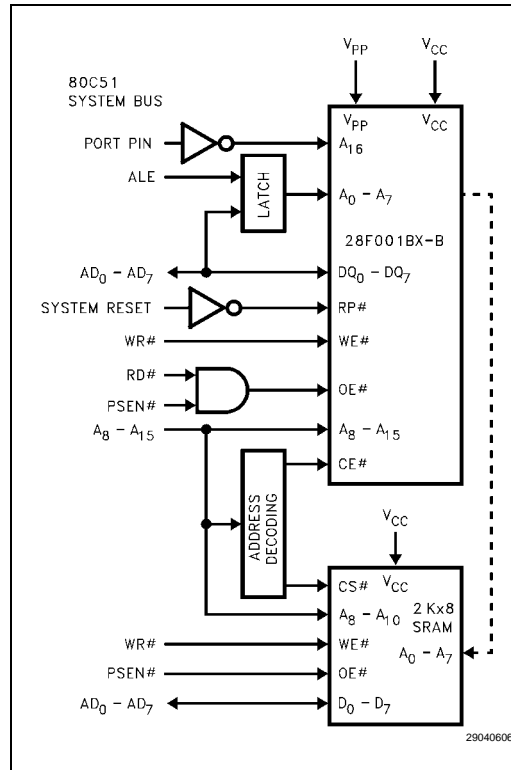 V_PP V_CC
80C51
SYSTEM BUS
V_PP V_CC
PORT PIN A_16
ALE
LATCH
A_0 – A_7
28F001BX-B
AD_0 – AD_7 DQ_0 – DQ_7
SYSTEM RESET RP#
WR# WE#
RD#
OE#
PSEN#
A_8 – A_15 A_8 – A_15
CE#
ADDRESS
DECODING
V_CC
CS# V_CC
2 Kx8
A_8 – A_10 SRAM
WR# WE#
A_0 – A_7
PSEN# OE#
AD_0 – AD_7 D_0 – D_7
29040606